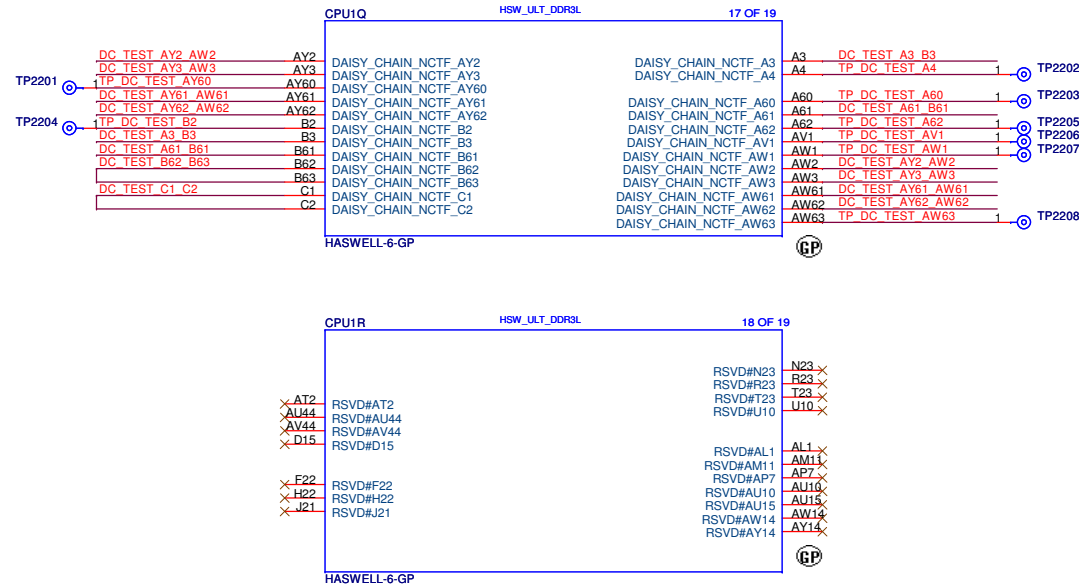 CPU1Q HSW_ULT_DDR3L 17 OF 19
DC_TEST_AY2_AW2 AY2 DAISY_CHAIN_NCTF_AY2 DAISY_CHAIN_NCTF_A3 A3 DC_TEST_A3_B3
DC_TEST_AY3_AW3 AY3 DAISY_CHAIN_NCTF_AY3 DAISY_CHAIN_NCTF_A4 A4 TP_DC_TEST_A4 1 TP2202
TP2201 1 TP_DC_TEST_AY60 AY60 DAISY_CHAIN_NCTF_AY60
DC_TEST_AY61_AW61 AY61 DAISY_CHAIN_NCTF_AY61 DAISY_CHAIN_NCTF_A60 A60 TP_DC_TEST_A60 1 TP2203
DC_TEST_AY62_AW62 AY62 DAISY_CHAIN_NCTF_AY62 DAISY_CHAIN_NCTF_A61 A61 DC_TEST_A61_B61
TP2204 1 TP_DC_TEST_B2 B2 DAISY_CHAIN_NCTF_B2 DAISY_CHAIN_NCTF_A62 A62 TP_DC_TEST_A62 1 TP2205
DC_TEST_A3_B3 B3 DAISY_CHAIN_NCTF_B3 DAISY_CHAIN_NCTF_AV1 AV1 TP_DC_TEST_AV1 1 TP2206
DC_TEST_A61_B61 B61 DAISY_CHAIN_NCTF_B61 DAISY_CHAIN_NCTF_AW1 AW1 TP_DC_TEST_AW1 1 TP2207
DC_TEST_B62_B63 B62 DAISY_CHAIN_NCTF_B62 DAISY_CHAIN_NCTF_AW2 AW2 DC_TEST_AY2_AW2
B63 DAISY_CHAIN_NCTF_B63 DAISY_CHAIN_NCTF_AW3 AW3 DC_TEST_AY3_AW3
DC_TEST_C1_C2 C1 DAISY_CHAIN_NCTF_C1 DAISY_CHAIN_NCTF_AW61 AW61 DC_TEST_AY61_AW61
C2 DAISY_CHAIN_NCTF_C2 DAISY_CHAIN_NCTF_AW62 AW62 DC_TEST_AY62_AW62
DAISY_CHAIN_NCTF_AW63 AW63 TP_DC_TEST_AW63 1 TP2208
HASWELL-6-GP GP
CPU1R HSW_ULT_DDR3L 18 OF 19
RSVD#N23 N23
RSVD#R23 R23
AT2 RSVD#AT2 RSVD#T23 T23
AU44 RSVD#AU44 RSVD#U10 U10
AV44 RSVD#AV44
D15 RSVD#D15
RSVD#AL1 AL1
RSVD#AM11 AM11
F22 RSVD#F22 RSVD#AP7 AP7
H22 RSVD#H22 RSVD#AU10 AU10
J21 RSVD#J21 RSVD#AU15 AU15
RSVD#AW14 AW14
RSVD#AY14 AY14
HASWELL-6-GP GP